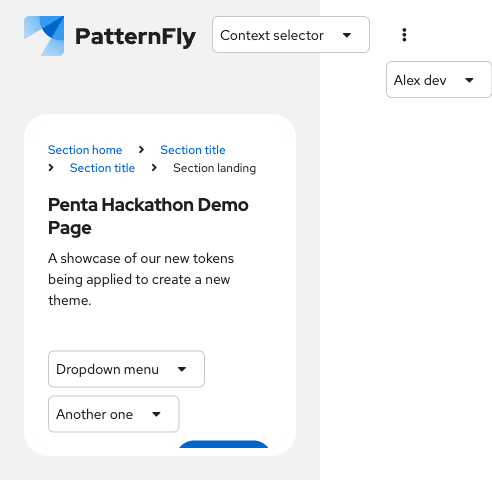 PatternFly
Context selector
Alex dev
Section home
Section title
Section title
Section landing
Penta Hackathon Demo
Page
A showcase of our new tokens
being applied to create a new
theme.
Dropdown menu
Another one